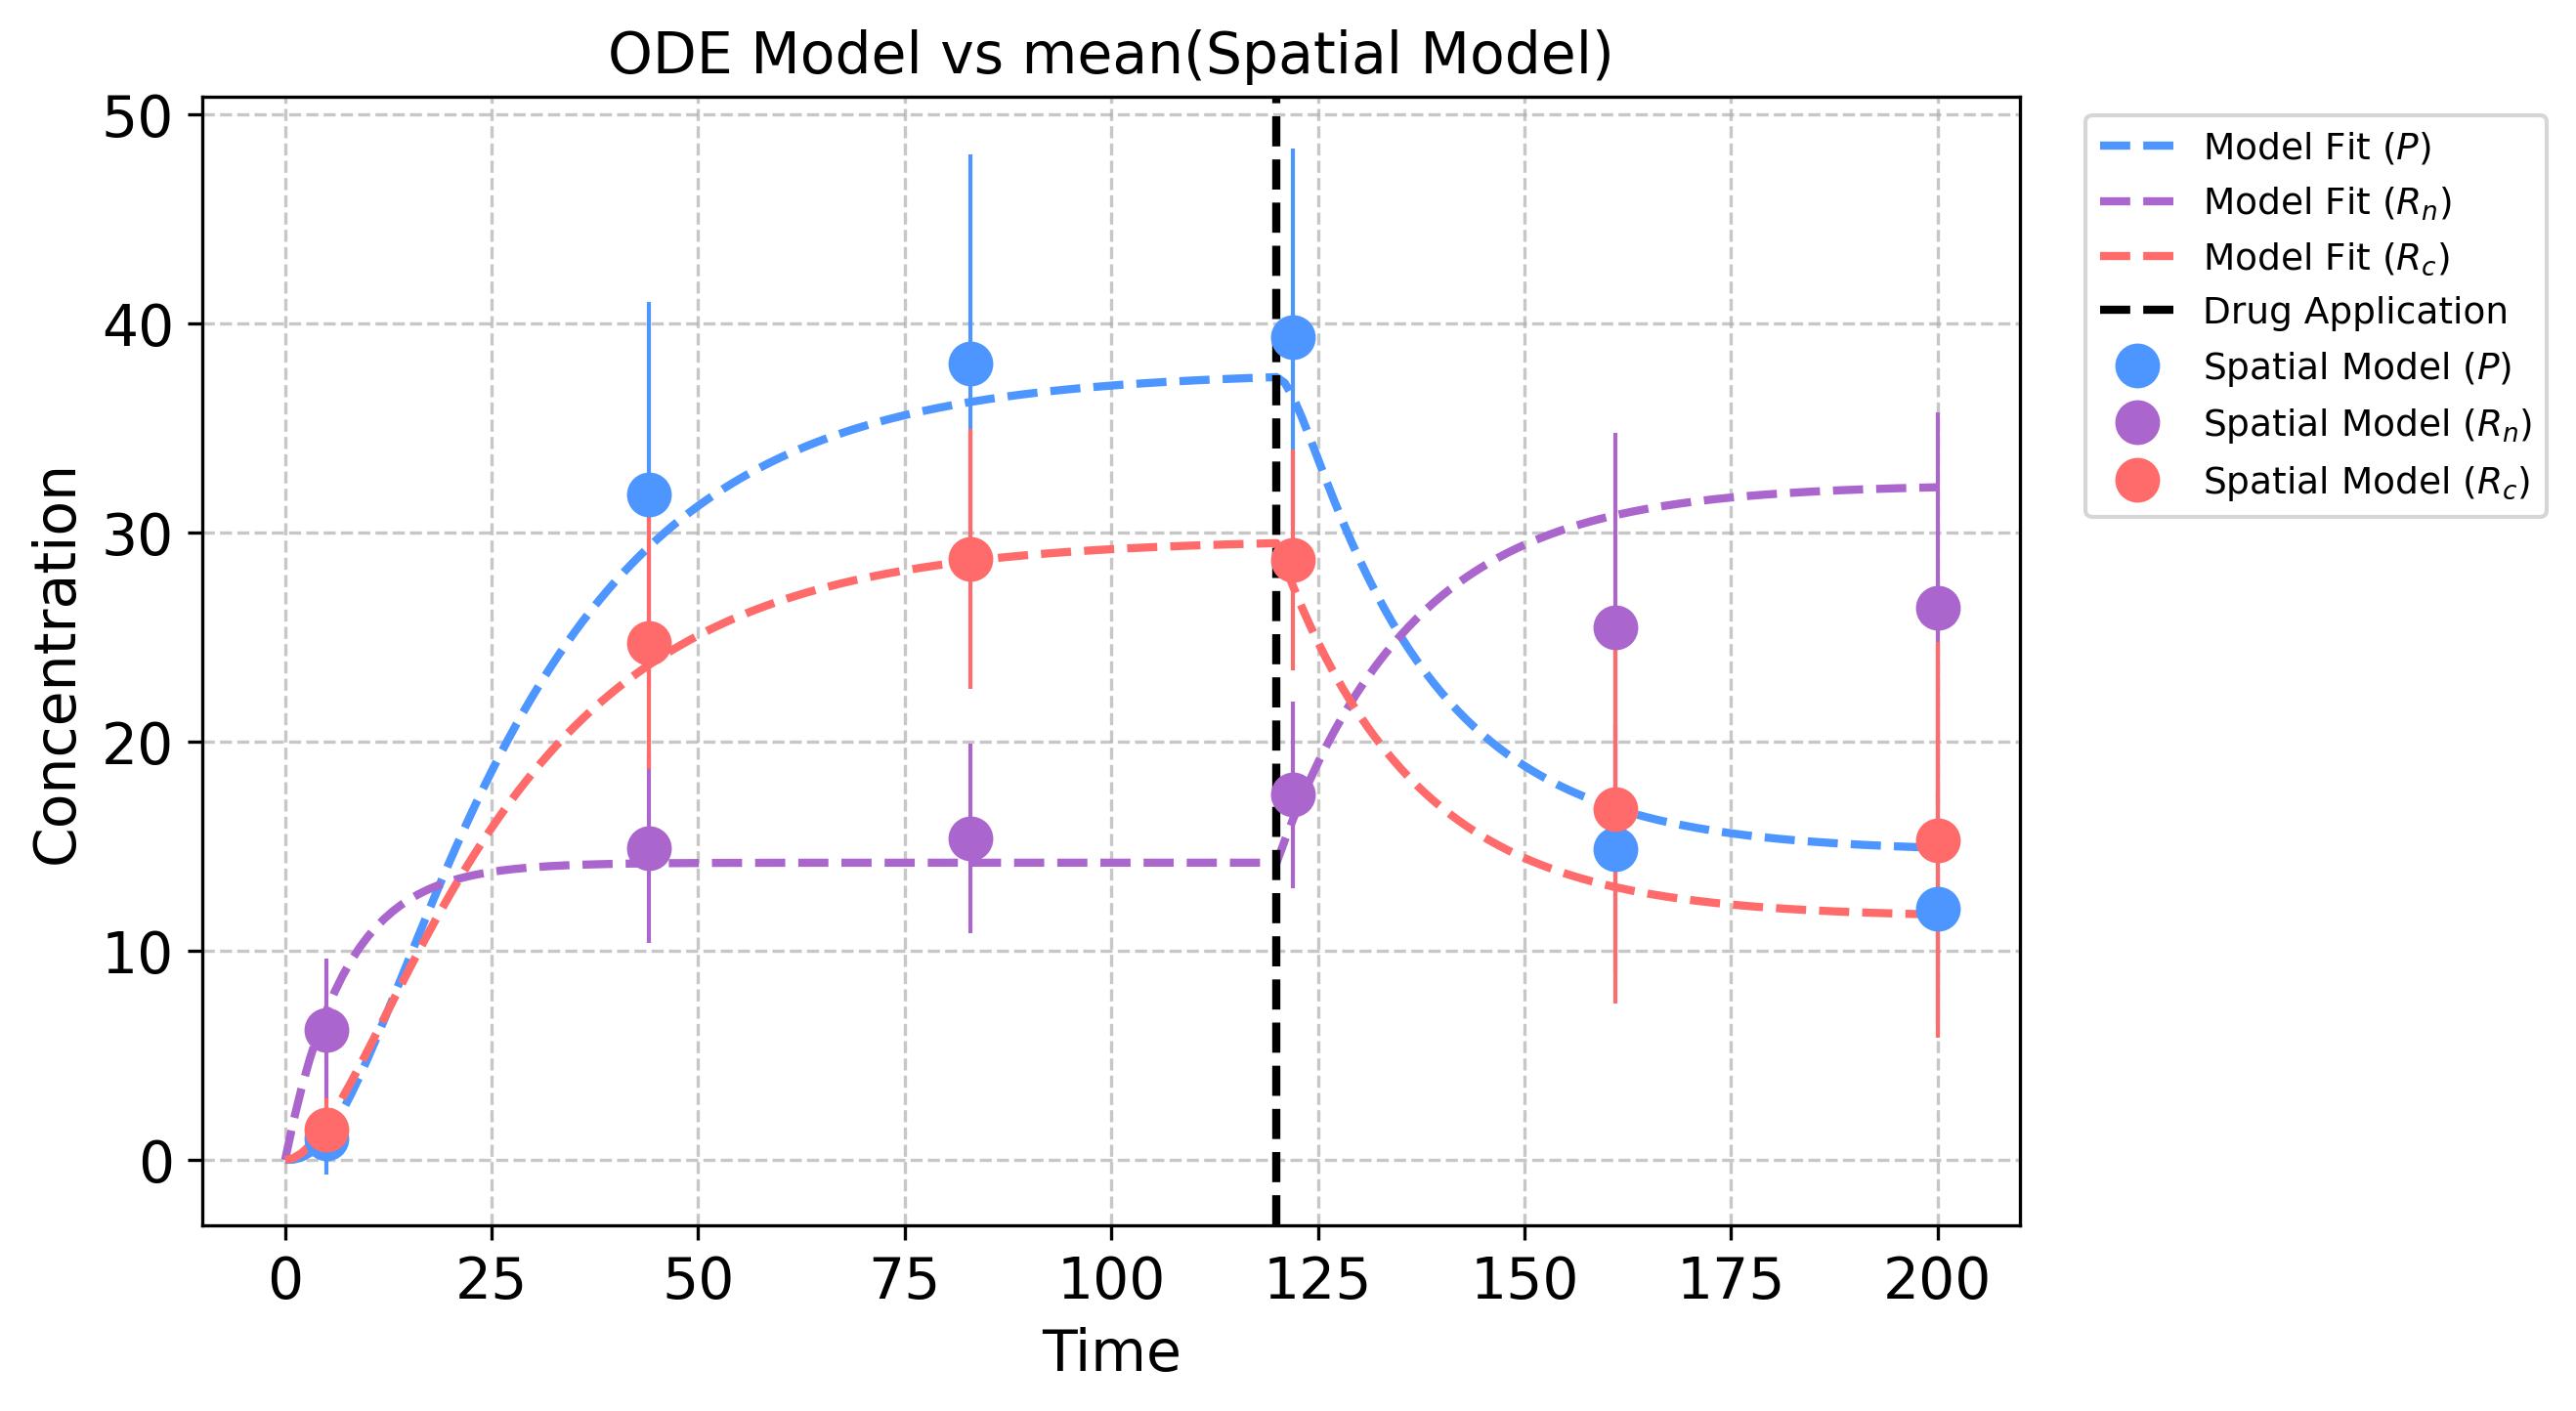 ODE Model vs mean(Spatial Model)
50
40
30
20
10
0
Concentration
0 25 50 75 100 125 150 175 200
Time
Model Fit (P)
Model Fit (Rₙ)
Model Fit (R_c)
Drug Application
Spatial Model (P)
Spatial Model (Rₙ)
Spatial Model (R_c)